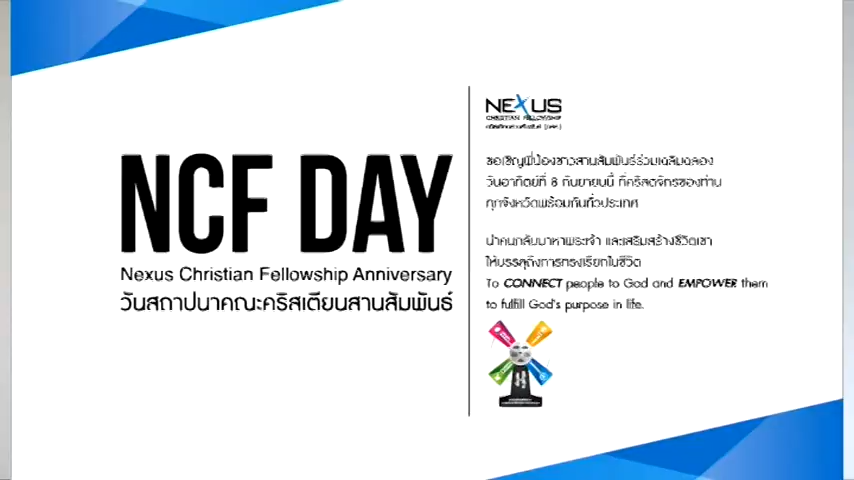 NCF DAY
Nexus Christian Fellowship Anniversary
วันสถาปนาคณะคริสเตียนสานสัมพันธ์
NEXUS
CHRISTIAN FELLOWSHIP
ขอเชิญพี่น้องชาวสานสัมพันธ์ร่วมเฉลิมฉลอง
วันอาทิตย์ที่ 8 กันยายนนี้ ที่คริสตจักรของท่าน
ทุกจังหวัดพร้อมกันทั่วประเทศ
นำคนกลับมาหาพระเจ้า และเสริมสร้างชีวิตเขา
ให้บรรลุถึงการทรงเรียกในชีวิต
To CONNECT people to God and EMPOWER them
to fulfill God's purpose in life.